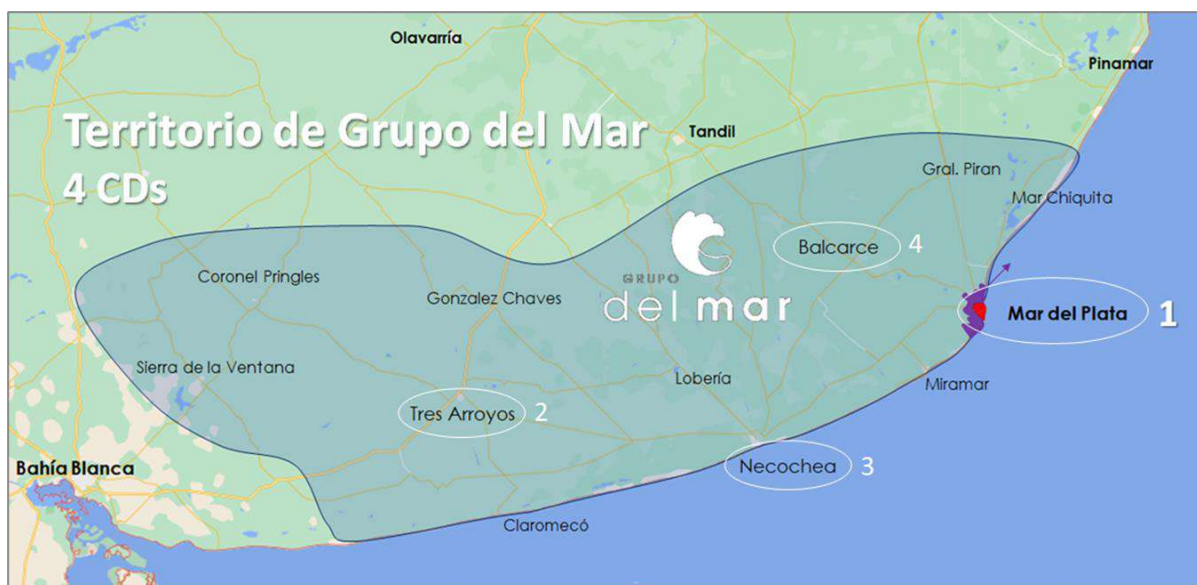 Olavarría
Pinamar
Territorio de Grupo del Mar
4 CDs
Tandil
Gral. Piran
Mar Chiquita
Balcarce 4
Coronel Pringles
Gonzalez Chaves
GRUPO
del mar
Mar del Plata 1
Sierra de la Ventana
Lobería
Miramar
Tres Arroyos 2
Bahía Blanca
Necochea 3
Claromecó